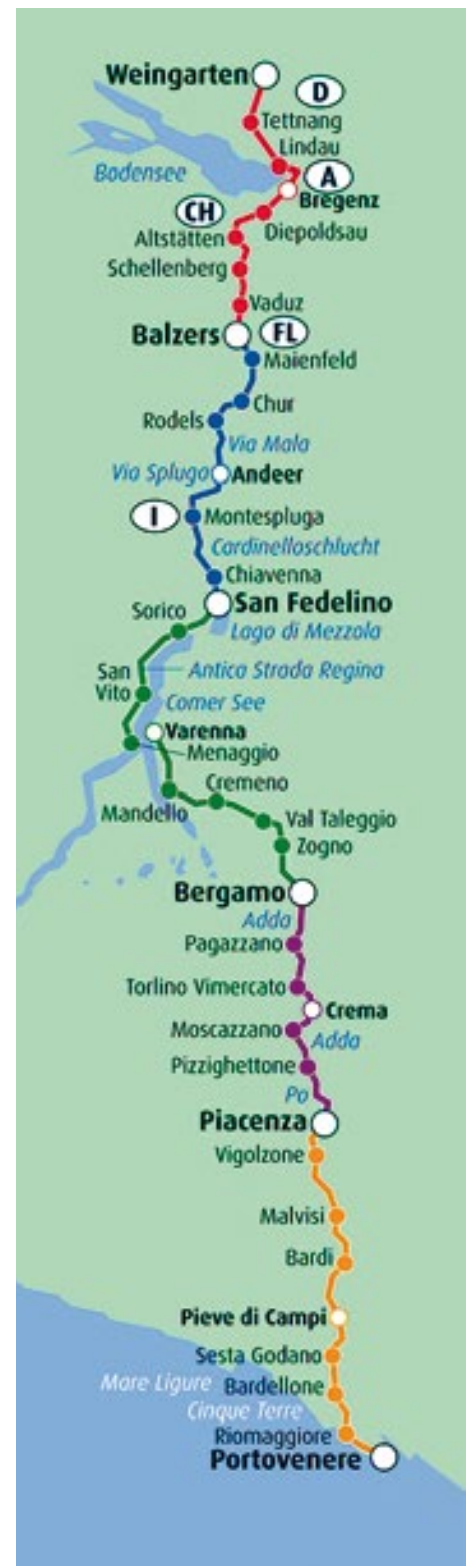 Weingarten
D
Tettnang
Lindau
Bodensee
A
Bregenz
CH
Diepoldsau
Altstätten
Schellenberg
Vaduz
Balzers
FL
Maienfeld
Chur
Rodels
Via Mala
Via Spluga
Andeer
I
Montespluga
Cardinelloschlucht
Chiavenna
San Fedelino
Sorico
Lago di Mezzola
San
Vito
Antica Strada Regina
Comer See
Varenna
Menaggio
Cremeno
Mandello
Val Taleggio
Zogno
Bergamo
Adda
Pagazzano
Torlino Vimercato
Crema
Moscazzano
Adda
Pizzighettone
Po
Piacenza
Vigolzone
Malvisi
Bardi
Pieve di Campi
Sesta Godano
Mare Ligure
Bardellone
Cinque Terre
Riomaggiore
Portovenere